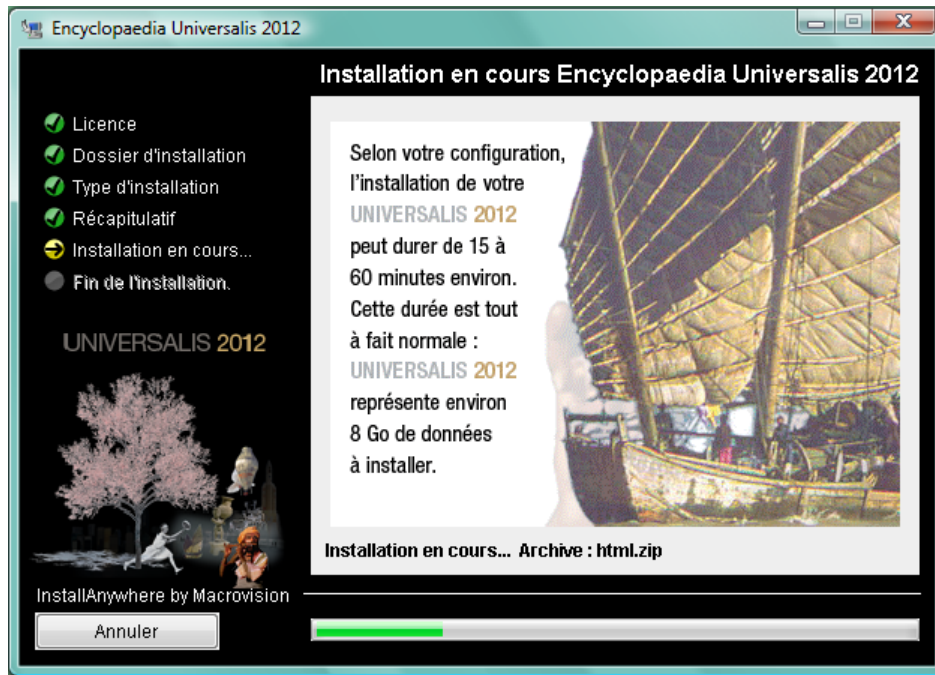 Encyclopaedia Universalis 2012
Installation en cours Encyclopaedia Universalis 2012
Licence
Dossier d'installation
Type d'installation
Récapitulatif
Installation en cours...
Fin de l'installation.
UNIVERSALIS 2012
Selon votre configuration,
l'installation de votre
UNIVERSALIS 2012
peut durer de 15 à
60 minutes environ.
Cette durée est tout
à fait normale :
UNIVERSALIS 2012
représente environ
8 Go de données
à installer.
Installation en cours... Archive : html.zip
InstallAnywhere by Macrovision
Annuler